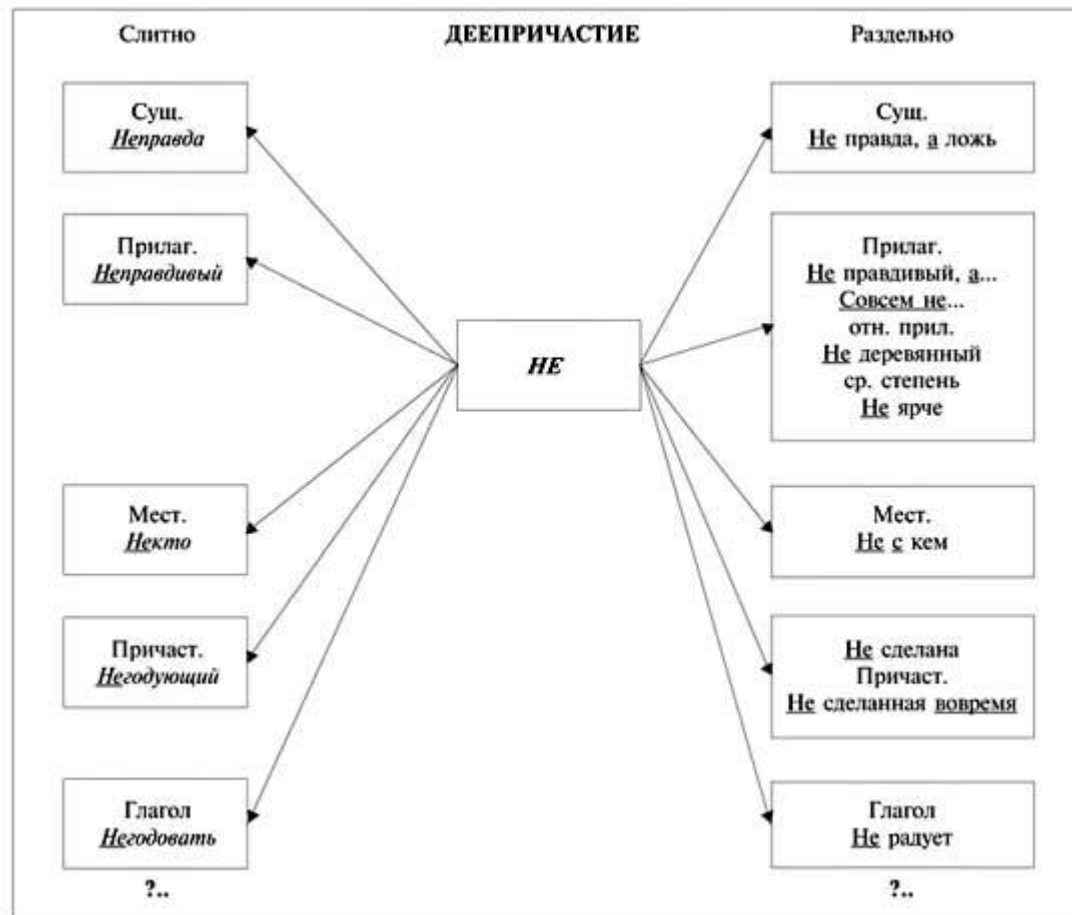 Слитно
ДЕЕПРИЧАСТИЕ
Раздельно
Сущ.
Неправда
Прилаг.
Неправдивый
Мест.
Некто
Причаст.
Негодующий
Глагол
Негодовать
?..
НЕ
Сущ.
Не правда, а ложь
Прилаг.
Не правдивый, а...
Совсем не...
отн. прил.
Не деревянный
ср. степень
Не ярче
Мест.
Не с кем
Не сделана
Причаст.
Не сделанная вовремя
Глагол
Не радует
?..